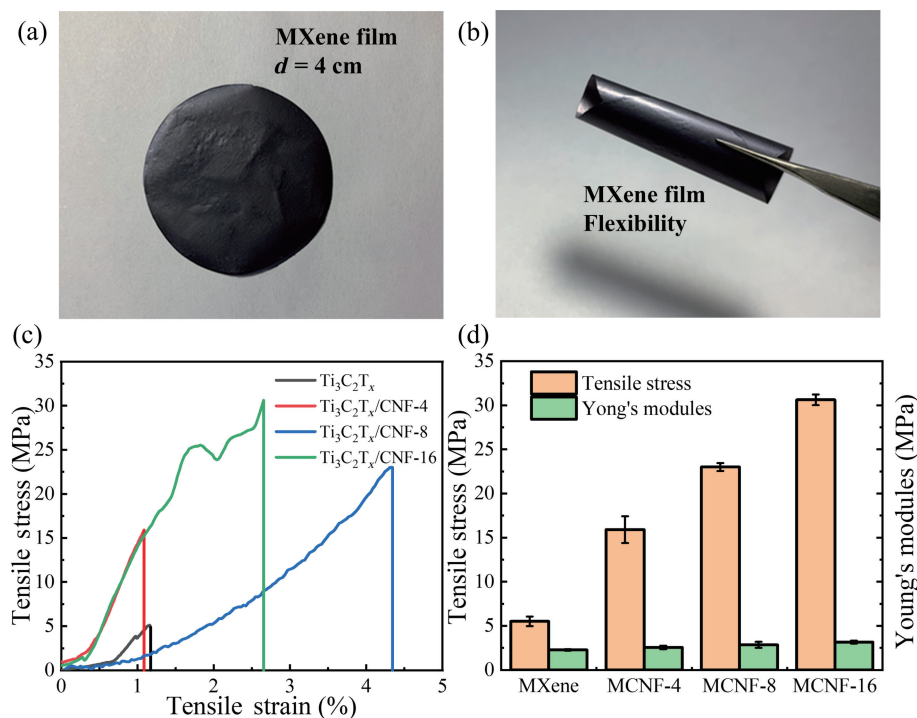 (a)
MXene film
d = 4 cm
(b)
MXene film
Flexibility
(c)
35
30
25
20
15
10
5
0
Tensile stress (MPa)
Ti₃C₂Tₓ
Ti₃C₂Tₓ/CNF-4
Ti₃C₂Tₓ/CNF-8
Ti₃C₂Tₓ/CNF-16
0 1 2 3 4 5
Tensile strain (%)
(d)
35
30
25
20
15
10
5
0
Tensile stress (MPa)
Tensile stress
Yong's modules
Young's modules (MPa)
MXene MCNF-4 MCNF-8 MCNF-16